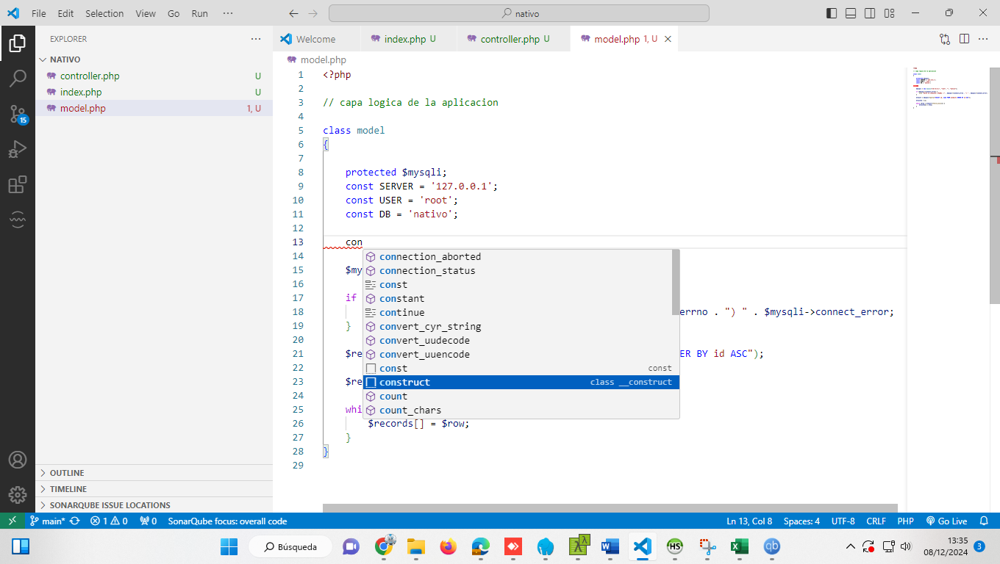 File Edit Selection View Go Run ···
nativo
EXPLORER
NATIVO
controller.php U
index.php U
model.php 1, U
OUTLINE
TIMELINE
SONARQUBE ISSUE LOCATIONS
15
Welcome
index.php U
controller.php U
model.php 1, U
model.php
1 <?php
2
3 // capa logica de la aplicacion
4
5 class model
6 {
7
8 protected $mysqli;
9 const SERVER = '127.0.0.1';
10 const USER = 'root';
11 const DB = 'nativo';
12
13 con
14
15 $my
16
17 if
18 errno . ") " . $mysqli->connect_error;
19 }
20
21 $re ER BY id ASC");
22
23 $re
24
25 whi
26 $records[] = $row;
27 }
28 }
29
connection_aborted
connection_status
const
constant
continue
convert_cyr_string
convert_uudecode
convert_uuencode
const const
construct class __construct
count
count_chars
main* 1 0 0 SonarQube focus: overall code
Ln 13, Col 8 Spaces: 4 UTF-8 CRLF PHP Go Live
Búsqueda
HS
qb
13:35
08/12/2024
3